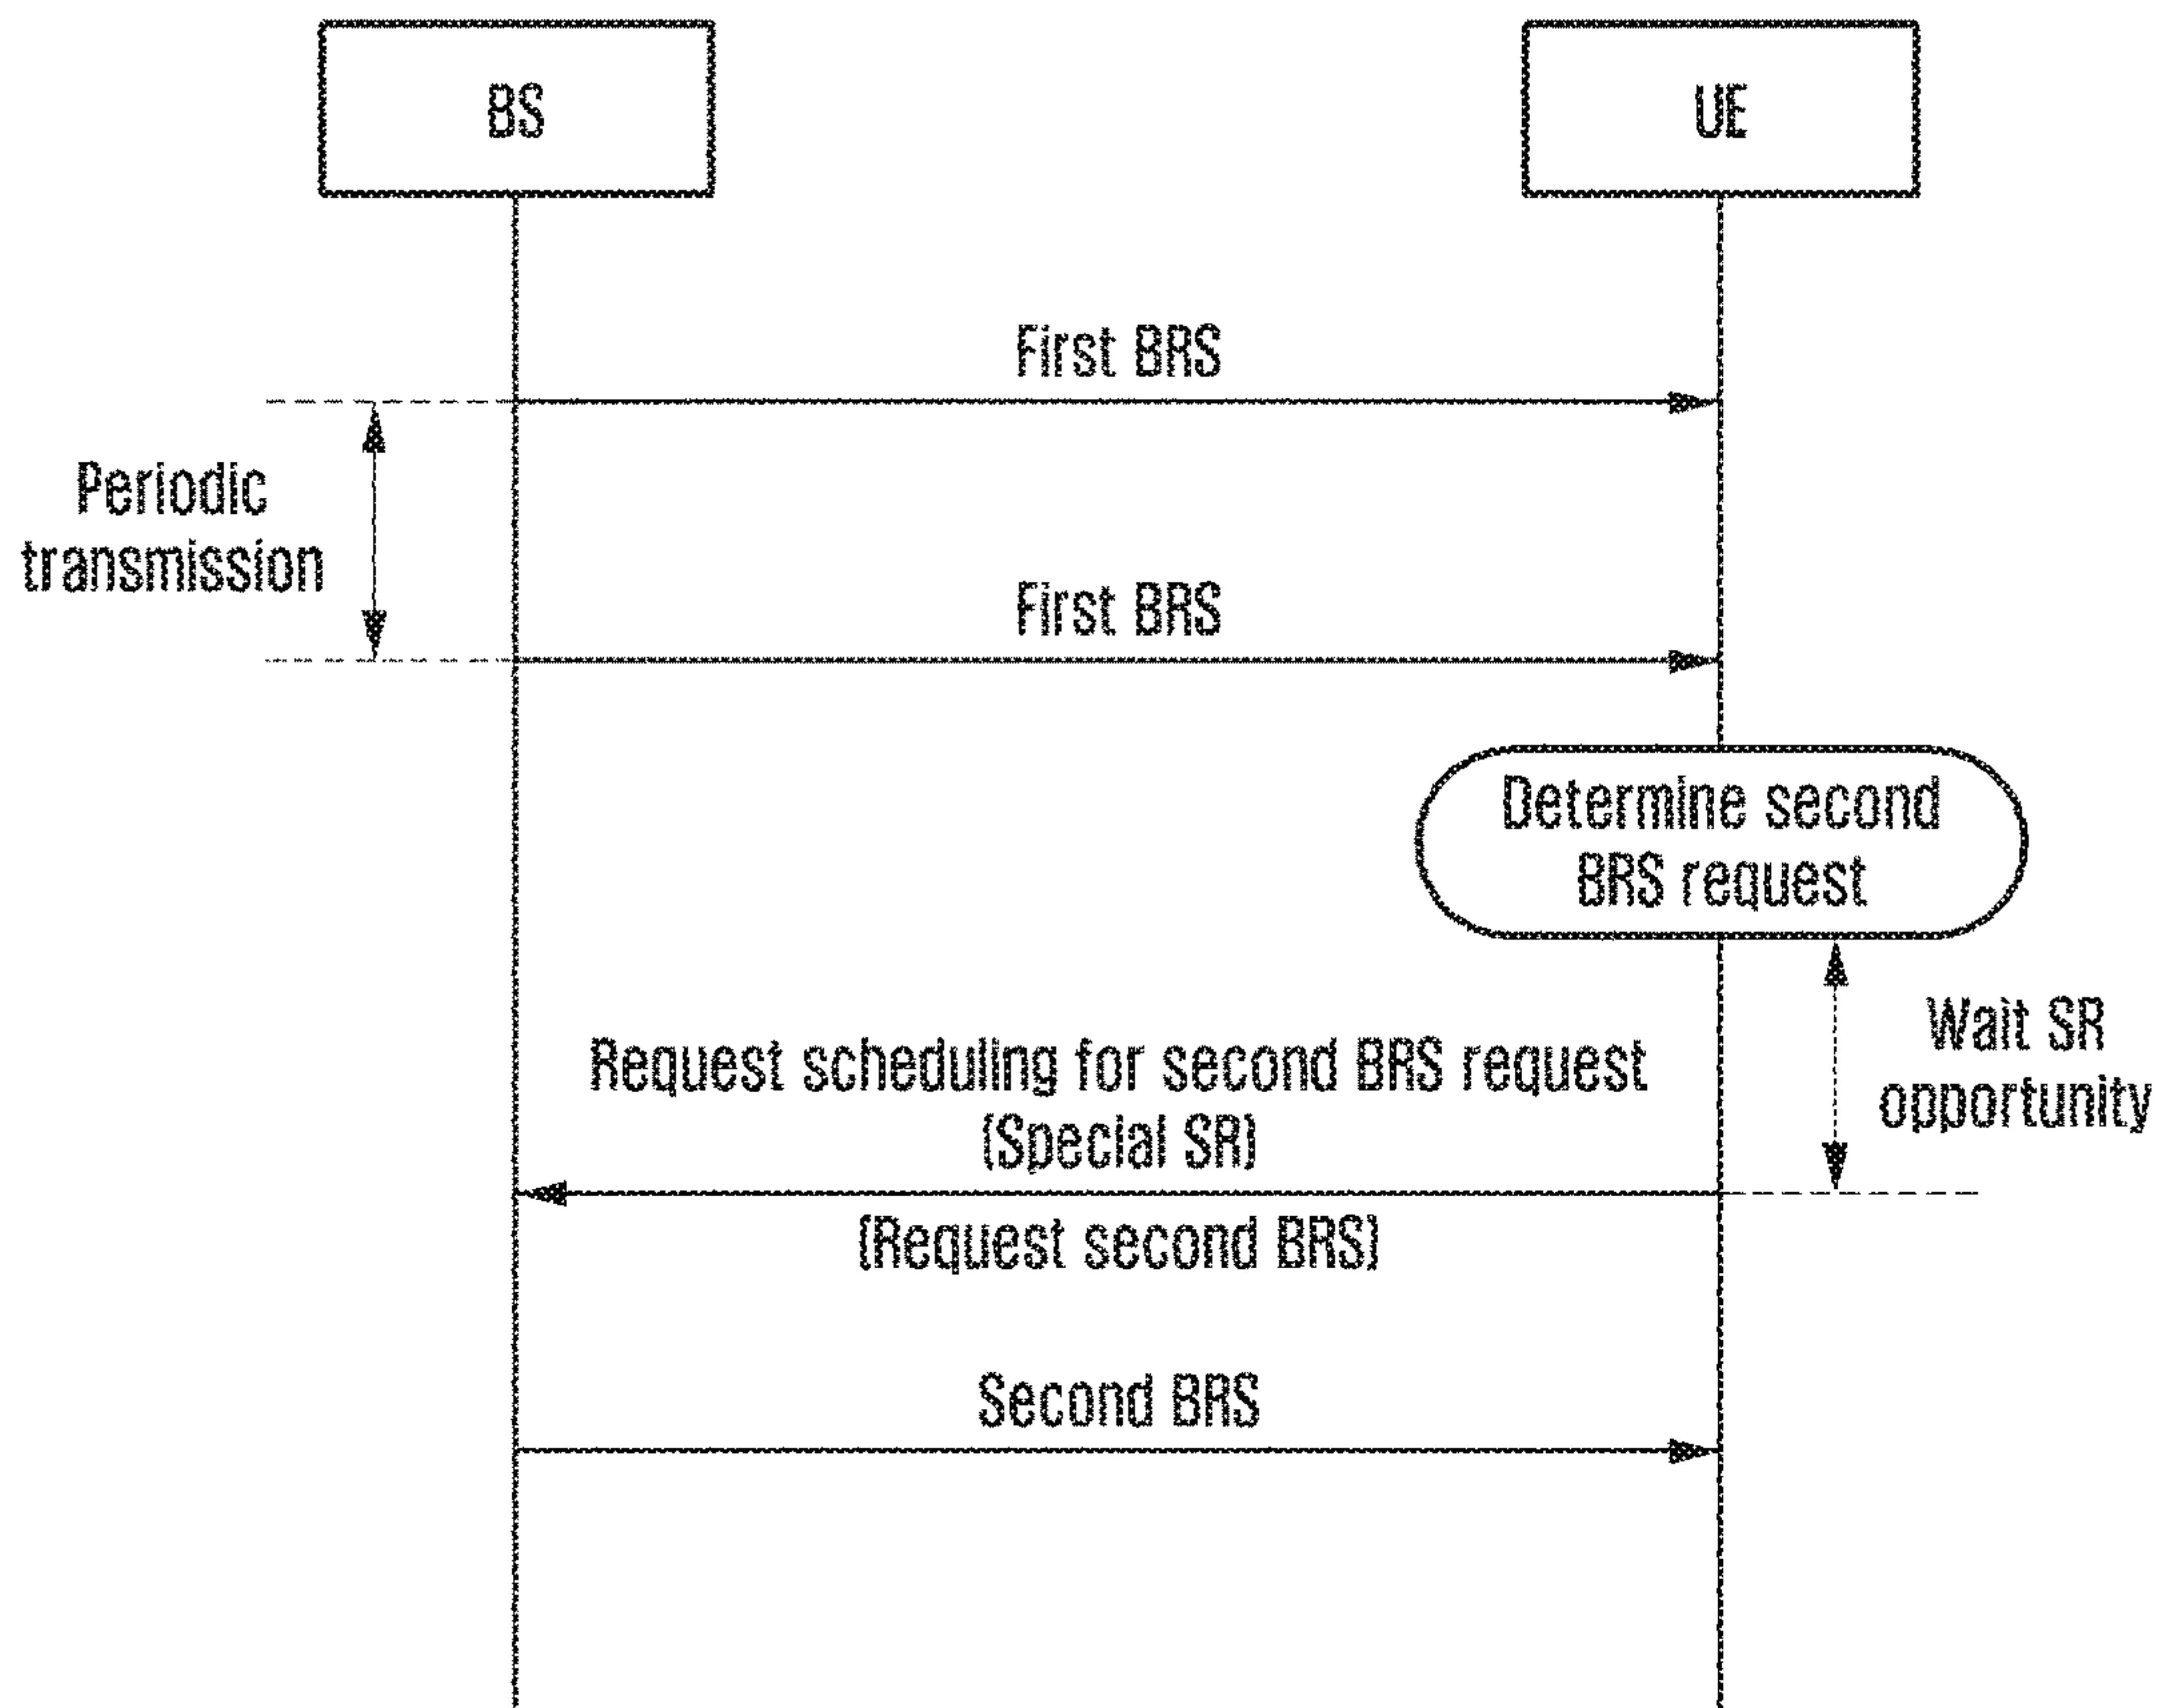 BS
UE
First BRS
Periodic
transmission
First BRS
Determine second
BRS request
Wait SR
opportunity
Request scheduling for second BRS request
(Special SR)
(Request second BRS)
Second BRS